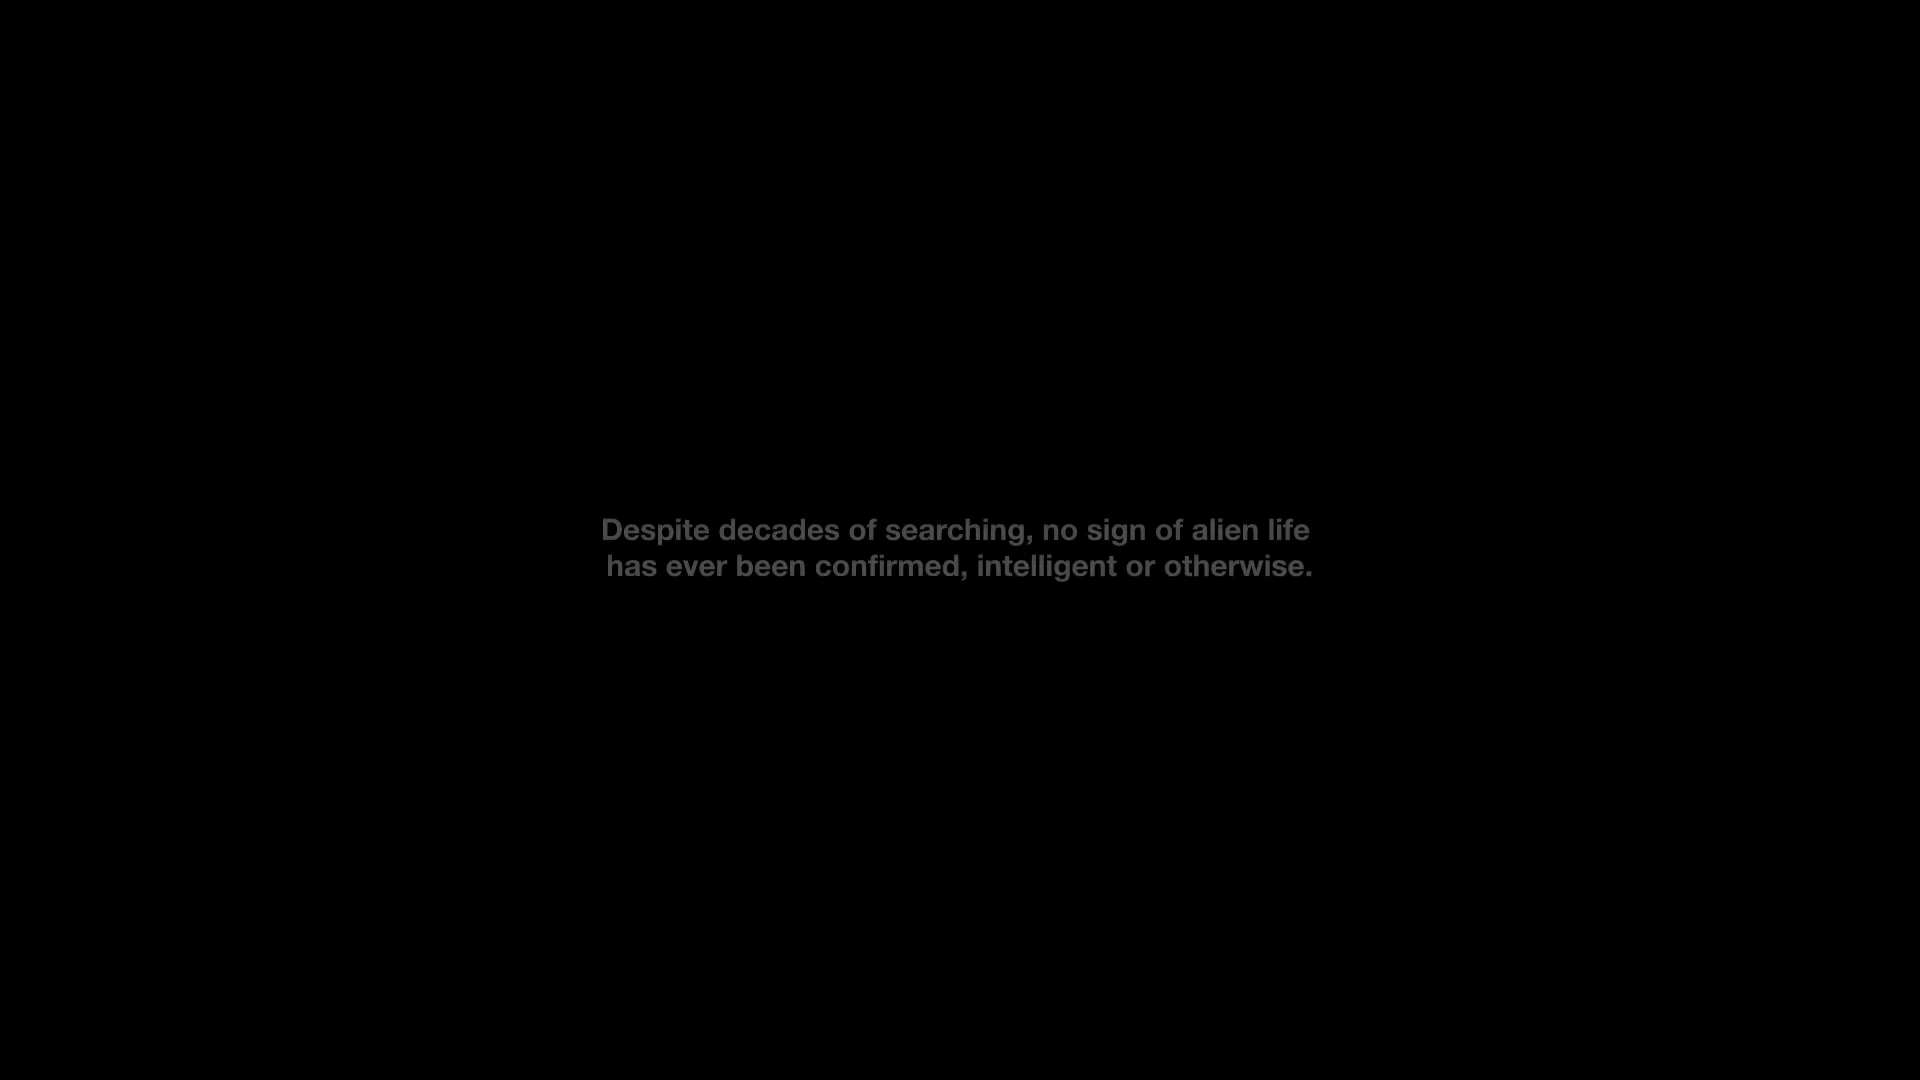 Despite decades of searching, no sign of alien life
has ever been confirmed, intelligent or otherwise.